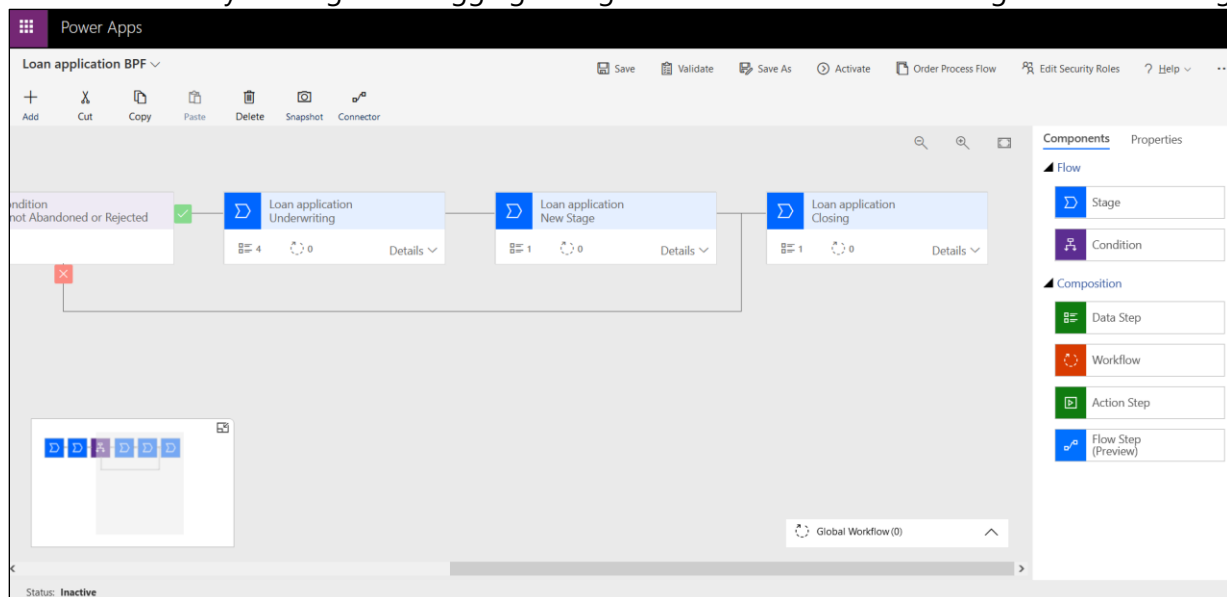 Power Apps
Loan application BPF
Save
Validate
Save As
Activate
Order Process Flow
Edit Security Roles
? Help
Add
Cut
Copy
Paste
Delete
Snapshot
Connector
Components
Properties
Flow
Stage
Condition
Composition
Data Step
Workflow
Action Step
Flow Step
(Preview)
ndition
not Abandoned or Rejected
Loan application
Underwriting
4
0
Details
Loan application
New Stage
1
0
Details
Loan application
Closing
1
0
Details
Global Workflow (0)
Status: Inactive